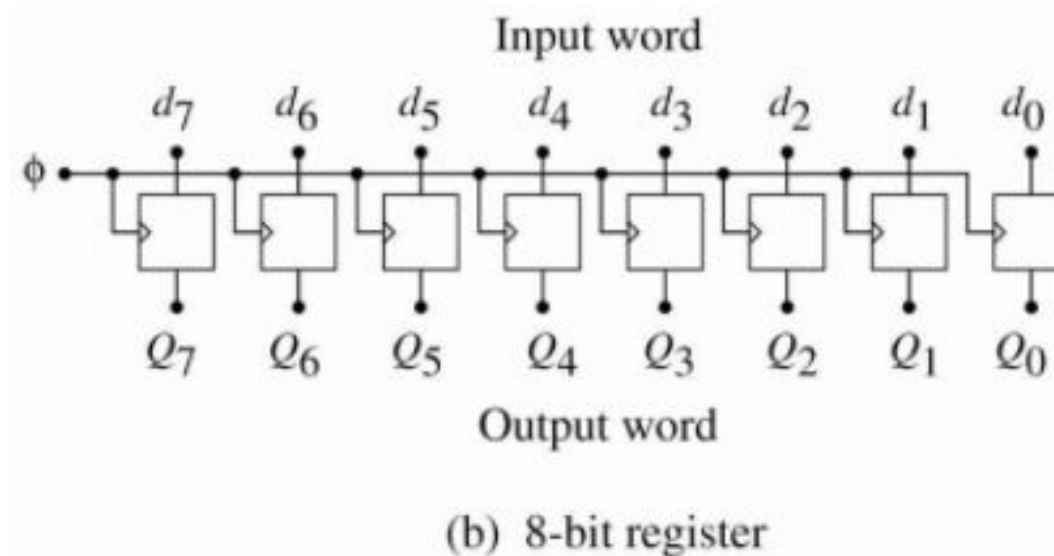 Input word
d7 d6 d5 d4 d3 d2 d1 d0
ϕ
Q7 Q6 Q5 Q4 Q3 Q2 Q1 Q0
Output word
(b) 8-bit register